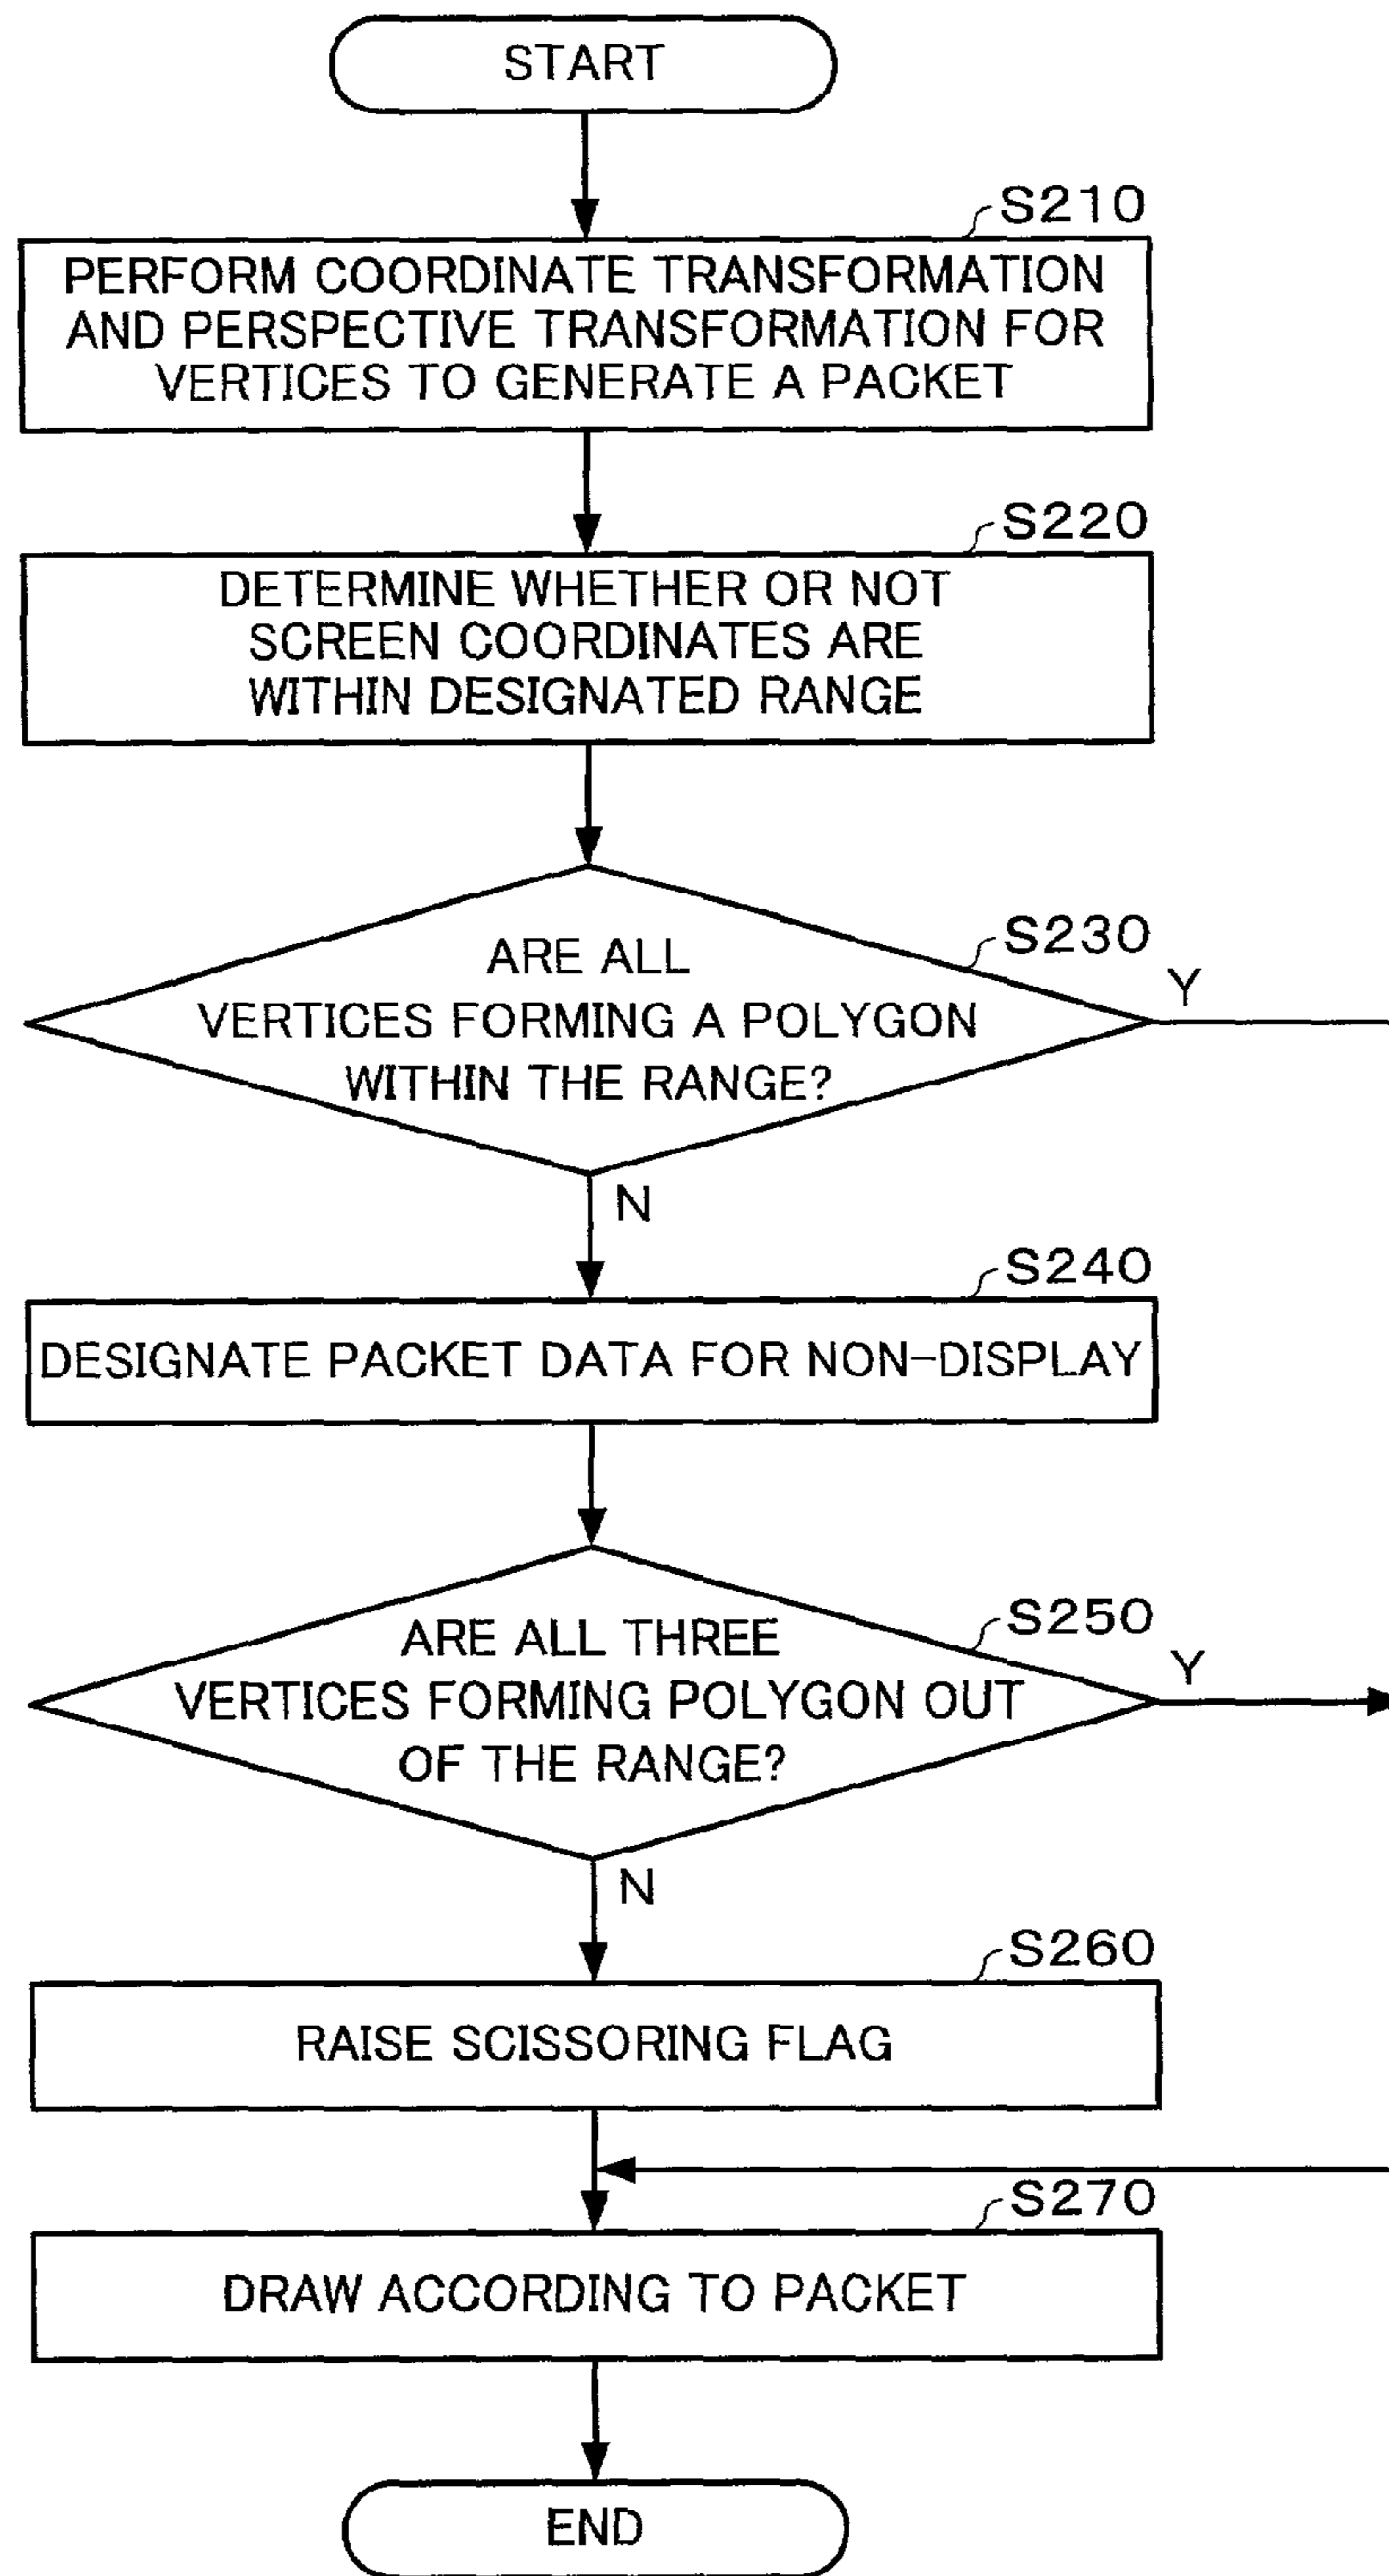 START
S210
PERFORM COORDINATE TRANSFORMATION
AND PERSPECTIVE TRANSFORMATION FOR
VERTICES TO GENERATE A PACKET
S220
DETERMINE WHETHER OR NOT
SCREEN COORDINATES ARE
WITHIN DESIGNATED RANGE
S230
ARE ALL
VERTICES FORMING A POLYGON
WITHIN THE RANGE?
Y
N
S240
DESIGNATE PACKET DATA FOR NON-DISPLAY
S250
ARE ALL THREE
VERTICES FORMING POLYGON OUT
OF THE RANGE?
Y
N
S260
RAISE SCISSORING FLAG
S270
DRAW ACCORDING TO PACKET
END